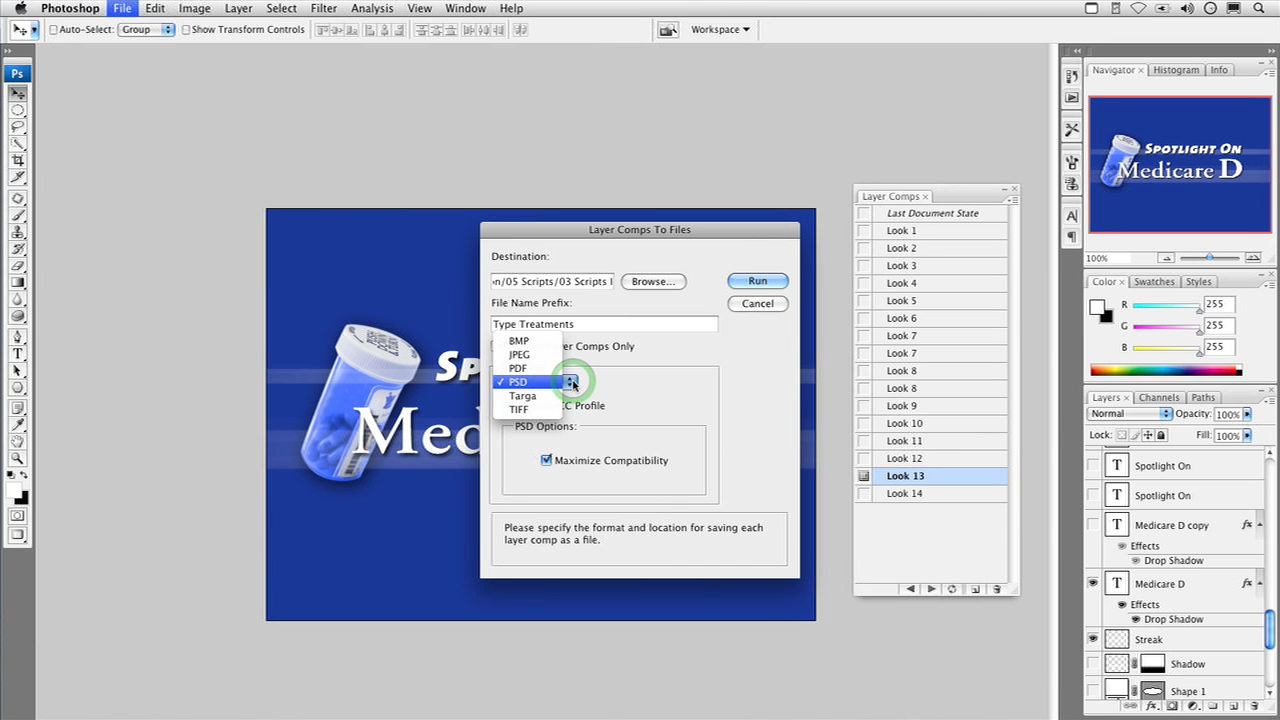 Photoshop File Edit Image Layer Select Filter Analysis View Window Help
Auto-Select: Group Show Transform Controls Workspace
Ps
Navigator × Histogram Info
SPOTLIGHT ON
Medicare D
100%
Color × Swatches Styles
R 255
G 255
B 255
Layers × Channels Paths
Normal Opacity: 100%
Lock: Fill: 100%
T Spotlight On
T Spotlight On
T Medicare D copy fx
Effects
Drop Shadow
T Medicare D fx
Effects
Drop Shadow
Streak
Shadow
Shape 1
Layer Comps ×
Last Document State
Look 1
Look 2
Look 3
Look 4
Look 5
Look 6
Look 7
Look 7
Look 8
Look 8
Look 9
Look 10
Look 11
Look 12
Look 13
Look 14
Layer Comps To Files
Destination:
n/05 Scripts/03 Scripts Browse... Run
File Name Prefix: Cancel
Type Treatments
er Comps Only
BMP
JPEG
PDF
✓ PSD
Targa
TIFF
C Profile
PSD Options:
Maximize Compatibility
Please specify the format and location for saving each
layer comp as a file.
Med